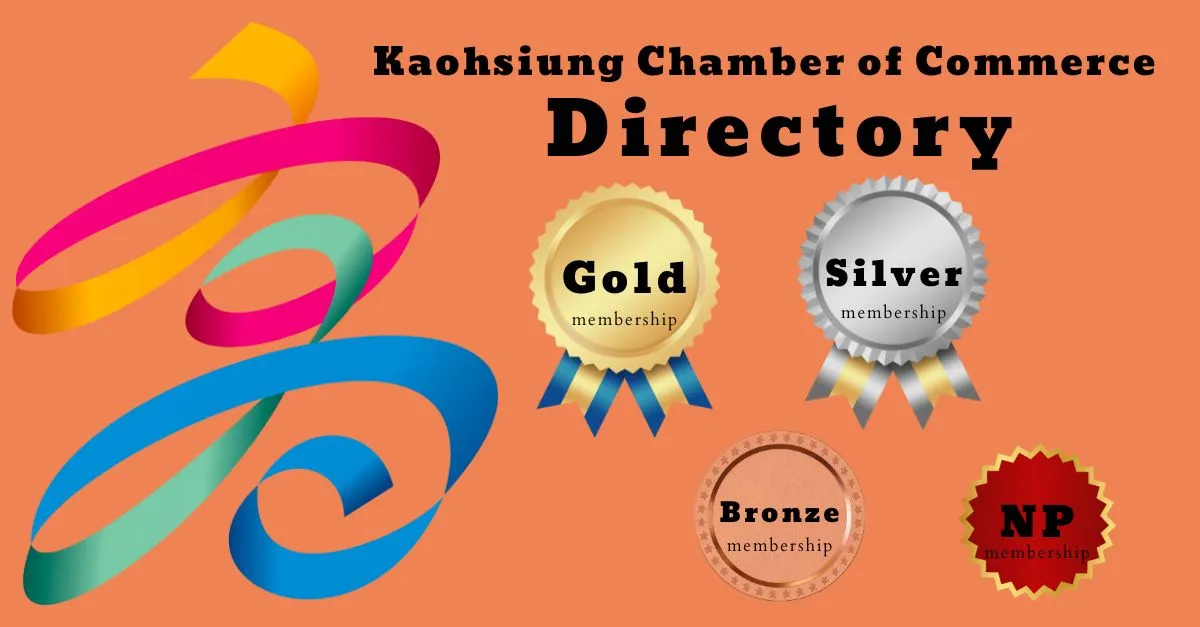 Kaohsiung Chamber of Commerce
Directory
Gold
membership
Silver
membership
Bronze
membership
NP
membership